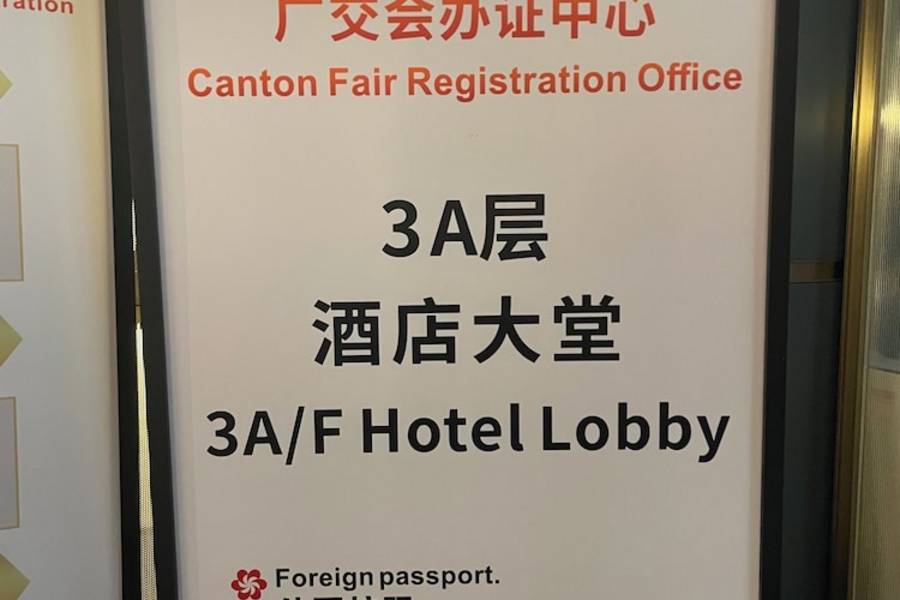 ration
广交会办证中心
Canton Fair Registration Office
3A层
酒店大堂
3A/F Hotel Lobby
Foreign passport.